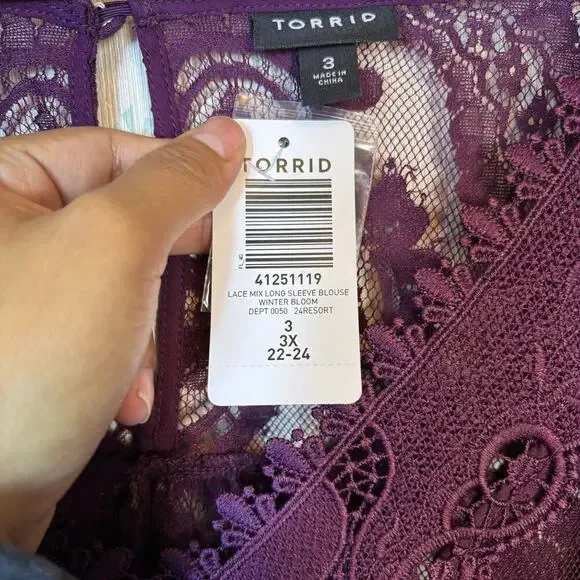 TORRID
3
MADE IN
CHINA
TORRID
FL_40
41251119
LACE MIX LONG SLEEVE BLOUSE
WINTER BLOOM
DEPT 0050 24RESORT
3
3X
22-24